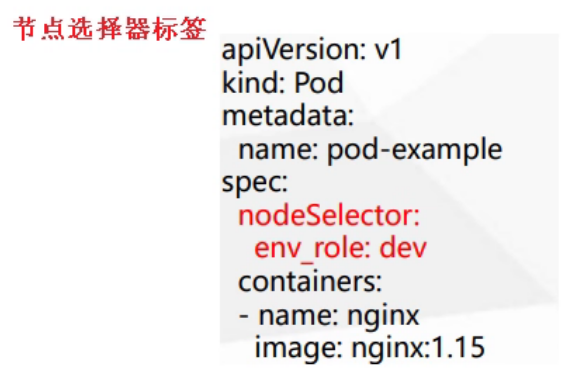 节点选择器标签
apiVersion: v1
kind: Pod
metadata:
  name: pod-example
spec:
  nodeSelector:
    env_role: dev
  containers:
  - name: nginx
    image: nginx:1.15